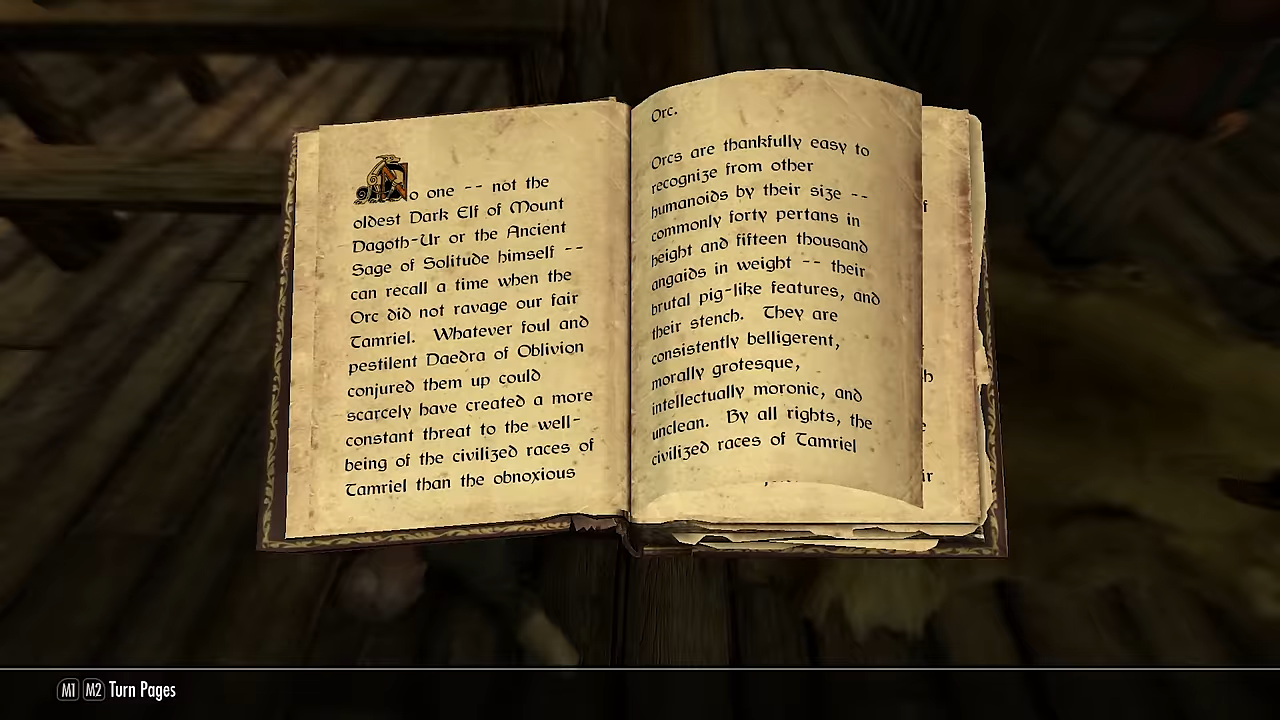 No one -- not the
oldest Dark Elf of Mount
Dagoth-Ur or the Ancient
Sage of Solitude himself --
can recall a time when the
Orc did not ravage our fair
Tamriel. Whatever foul and
pestilent Daedra of Oblivion
conjured them up could
scarcely have created a more
constant threat to the well-
being of the civilized races of
Tamriel than the obnoxious
Orc.
Orcs are thankfully easy to
recognize from other
humanoids by their size --
commonly forty pertans in
height and fifteen thousand
angaids in weight -- their
brutal pig-like features, and
their stench. They are
consistently belligerent,
morally grotesque,
intellectually moronic, and
unclean. By all rights, the
civilized races of Tamriel
M1 M2 Turn Pages